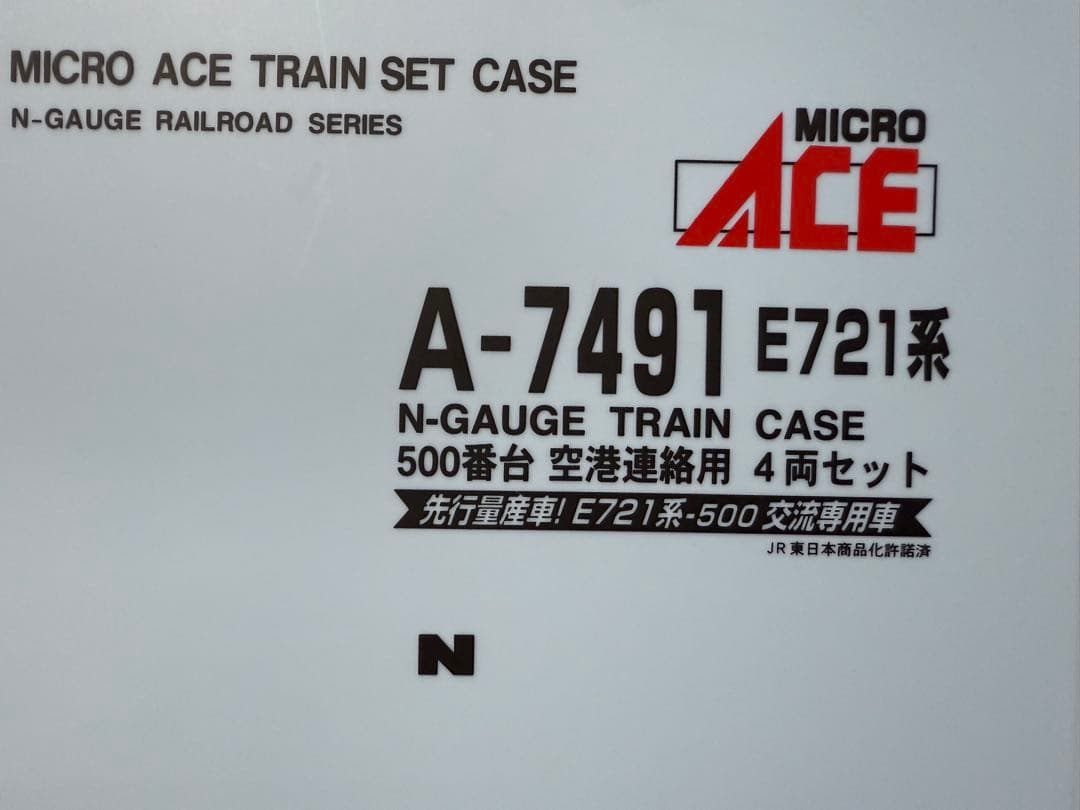 MICRO ACE TRAIN SET CASE
N-GAUGE RAILROAD SERIES
MICRO
ACE
A-7491 E721系
N-GAUGE TRAIN CASE
500番台 空港連絡用 4両セット
先行量産車! E721系-500 交流専用車
JR東日本商品化許諾済
N